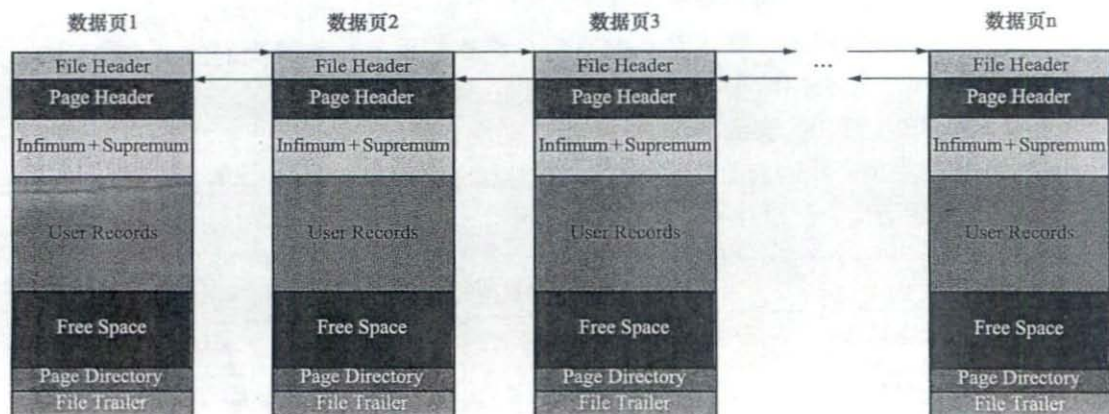 数据页1
数据页2
数据页3
数据页n
File Header
File Header
File Header
...
File Header
Page Header
Page Header
Page Header
Page Header
Infimum + Supremum
Infimum + Supremum
Infimum + Supremum
Infimum + Supremum
User Records
User Records
User Records
User Records
Free Space
Free Space
Free Space
Free Space
Page Directory
Page Directory
Page Directory
Page Directory
File Trailer
File Trailer
File Trailer
File Trailer